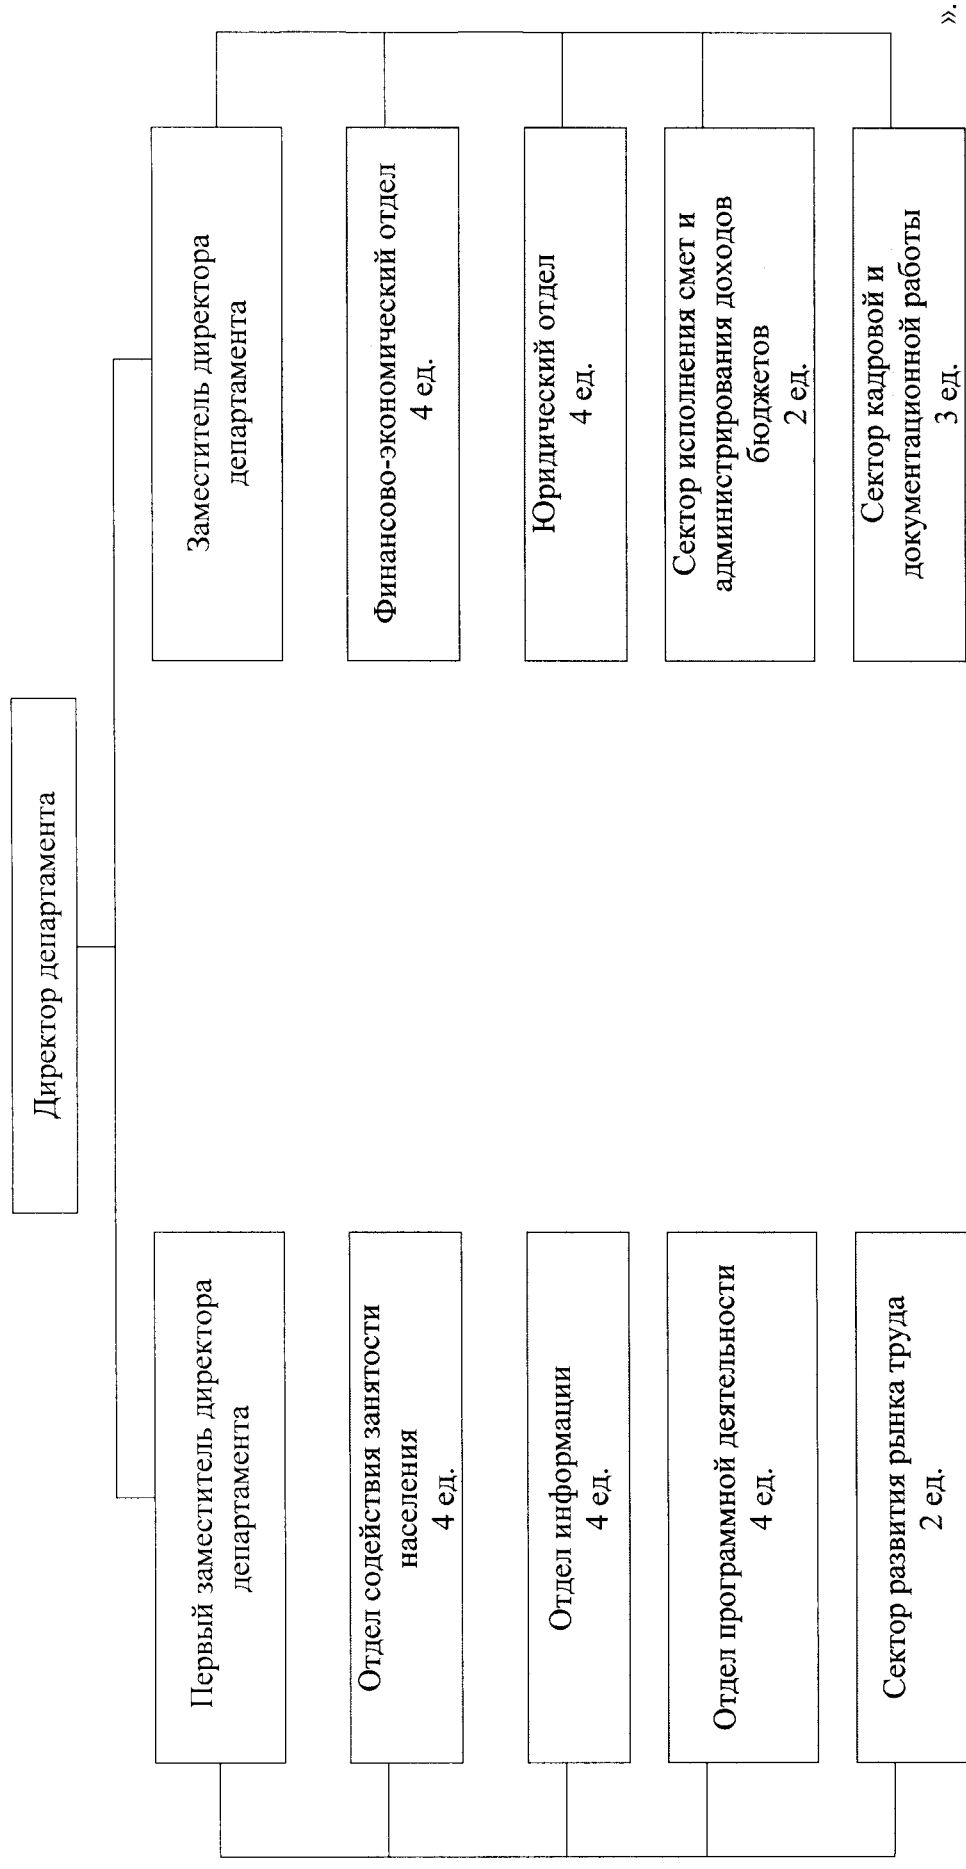 Директор департамента
Первый заместитель директора
департамента
Отдел содействия занятости
населения
4 ед.
Отдел информации
4 ед.
Отдел программной деятельности
4 ед.
Сектор развития рынка труда
2 ед.
Заместитель директора
департамента
Финансово-экономический отдел
4 ед.
Юридический отдел
4 ед.
Сектор исполнения смет и
администрирования доходов
бюджетов
2 ед.
Сектор кадровой и
документационной работы
3 ед.
».